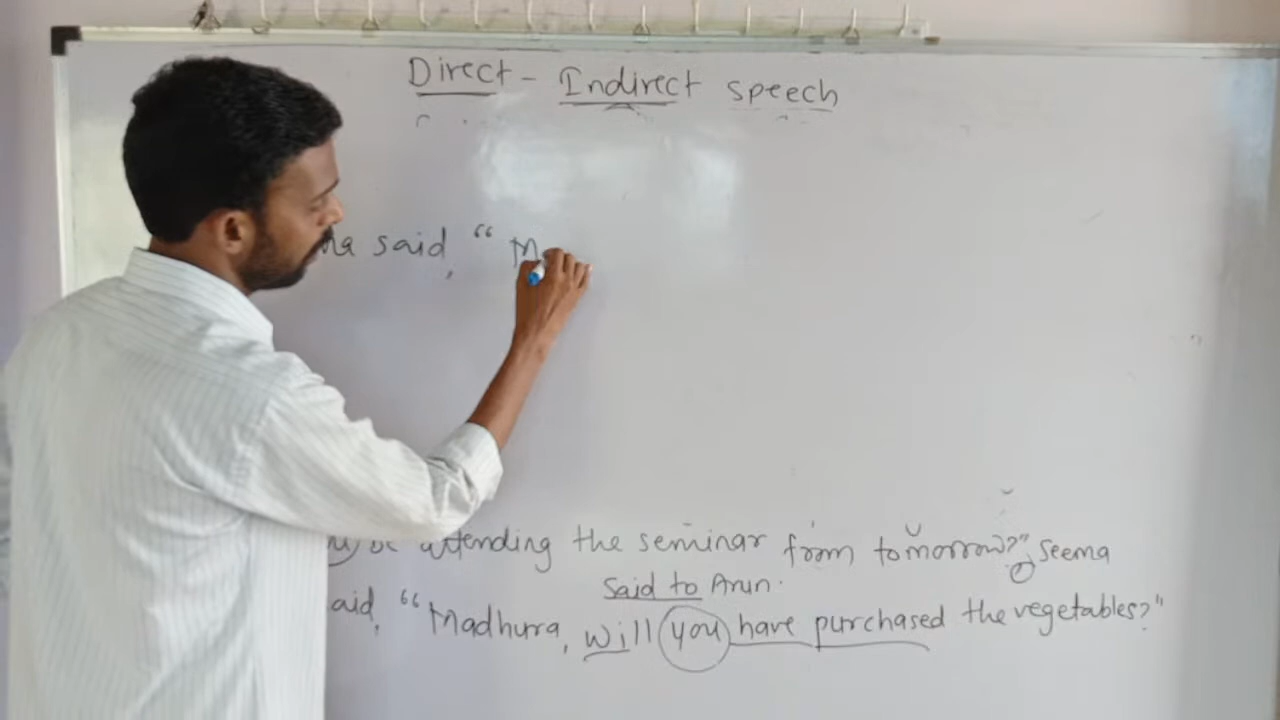 Direct - Indirect speech
said, "M
be attending the seminar from tomorrow?", Seema
said to Arun.
aid, "Madhura, will you have purchased the vegetables?"